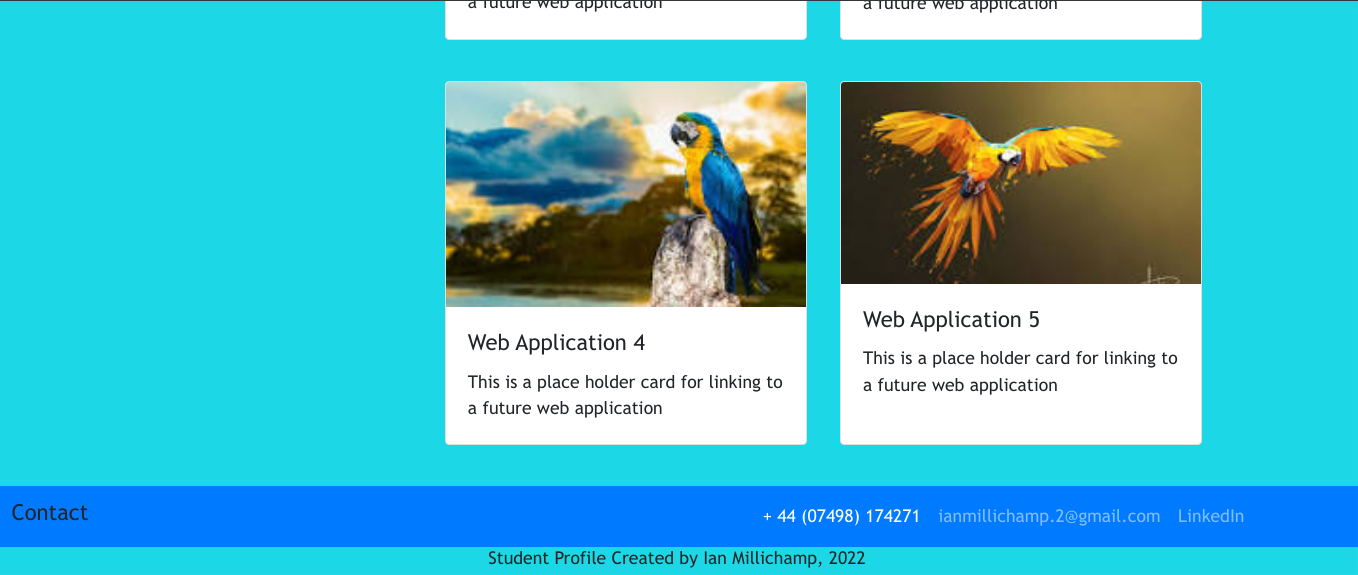 a future web application
a future web application
Web Application 4
This is a place holder card for linking to
a future web application
Web Application 5
This is a place holder card for linking to
a future web application
Contact
+ 44 (07498) 174271 ianmillichamp.2@gmail.com LinkedIn
Student Profile Created by Ian Millichamp, 2022